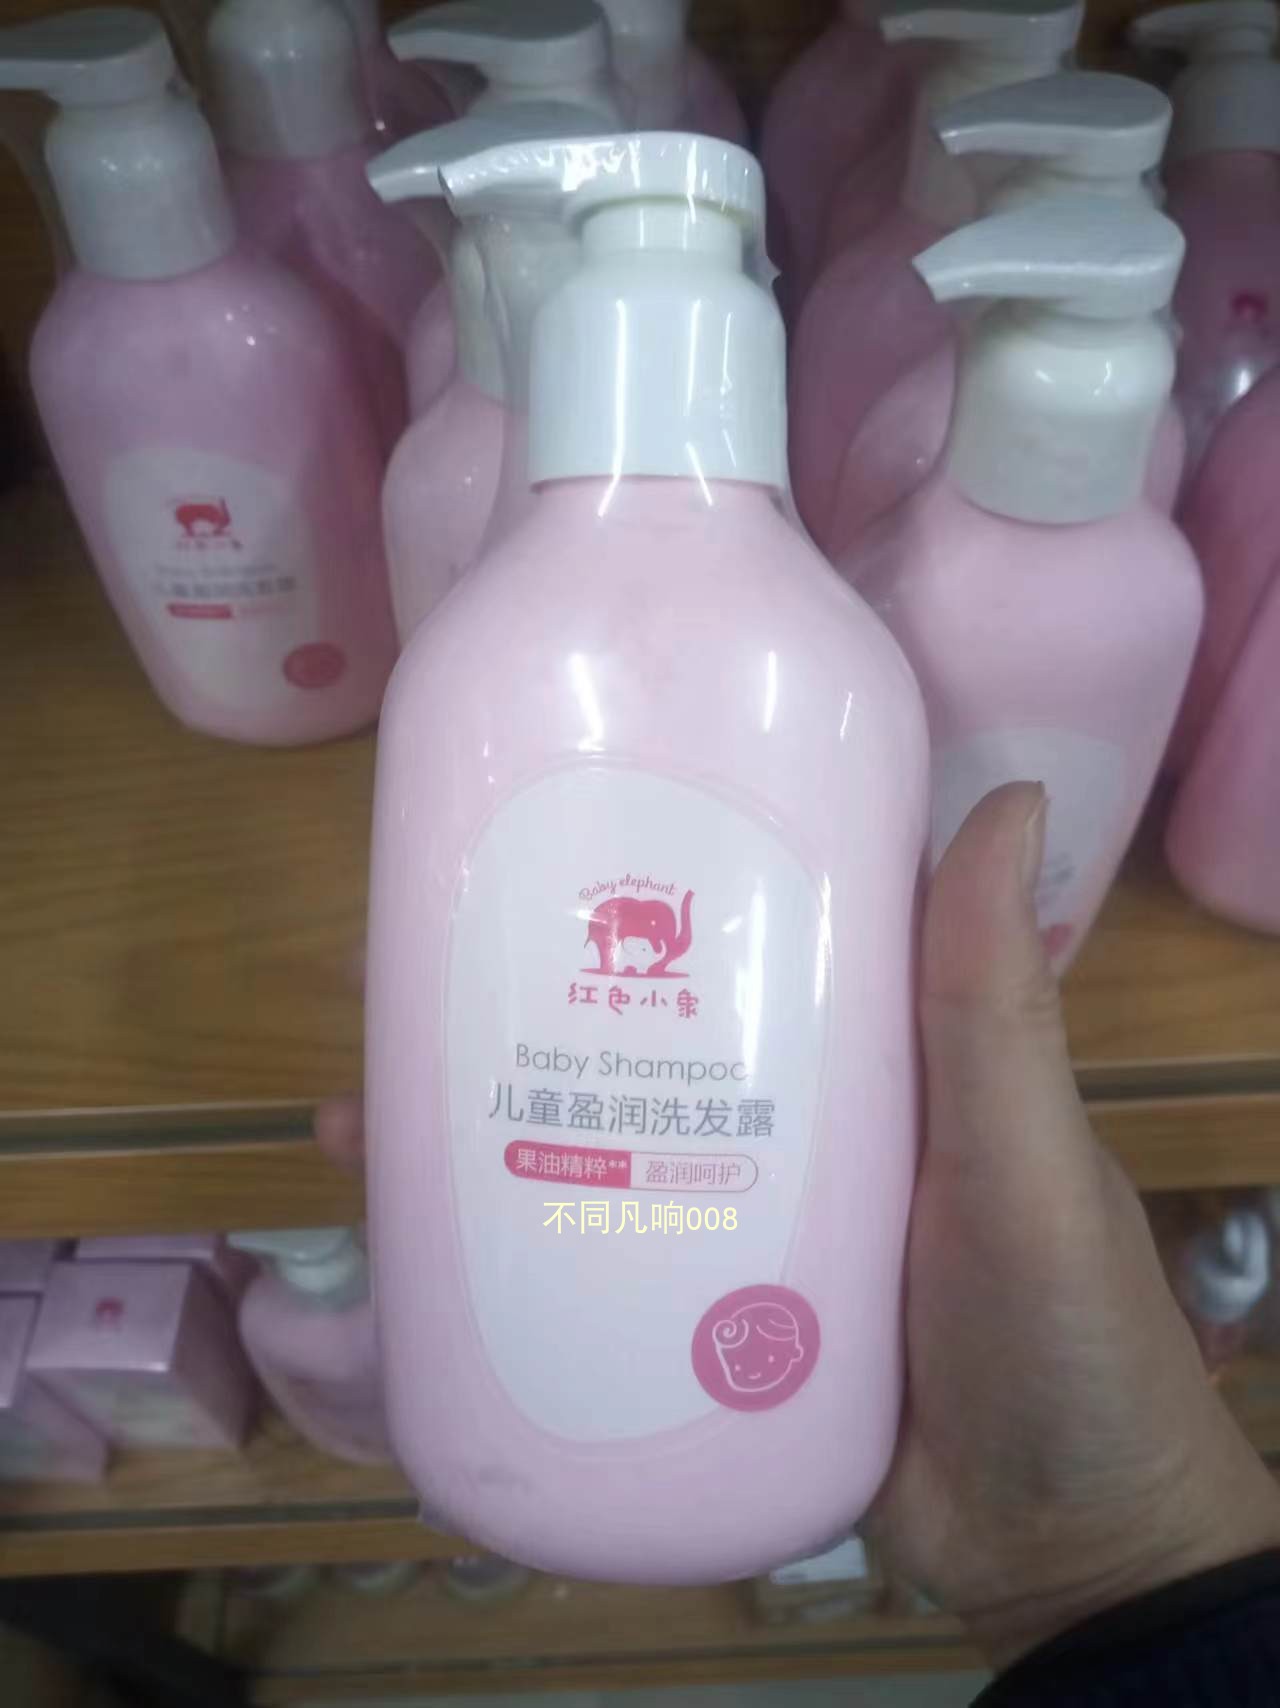 Baby elephant
红色小象
Baby Shampoo
儿童盈润洗发露
果油精粹** 盈润呵护
不同凡响008